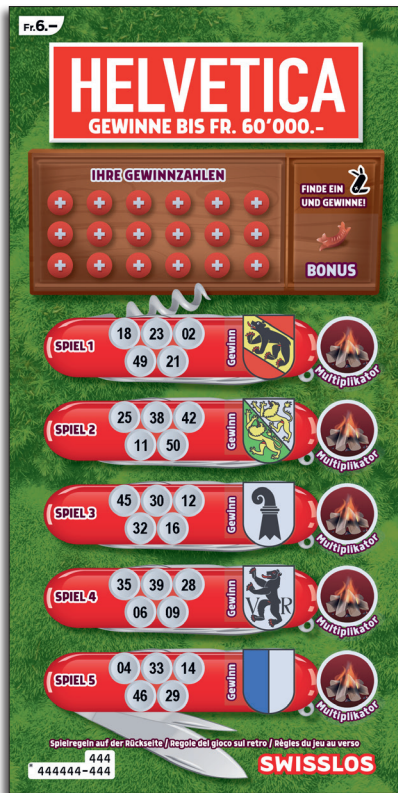 Fr.6.–
HELVETICA
GEWINNE BIS FR. 60'000.-
IHRE GEWINNZAHLEN
FINDE EIN
UND GEWINNE!
BONUS
SPIEL 1
18 23 02
49 21
Gewinn
Multiplikator
SPIEL 2
25 38 42
11 50
Gewinn
Multiplikator
SPIEL 3
45 30 12
32 16
Gewinn
Multiplikator
SPIEL 4
35 39 28
06 09
Gewinn
V R
Multiplikator
SPIEL 5
04 33 14
46 29
Gewinn
Multiplikator
Spielregeln auf der Rückseite / Regole del gioco sul retro / Règles du jeu au verso
444
444444-444
SWISSLOS